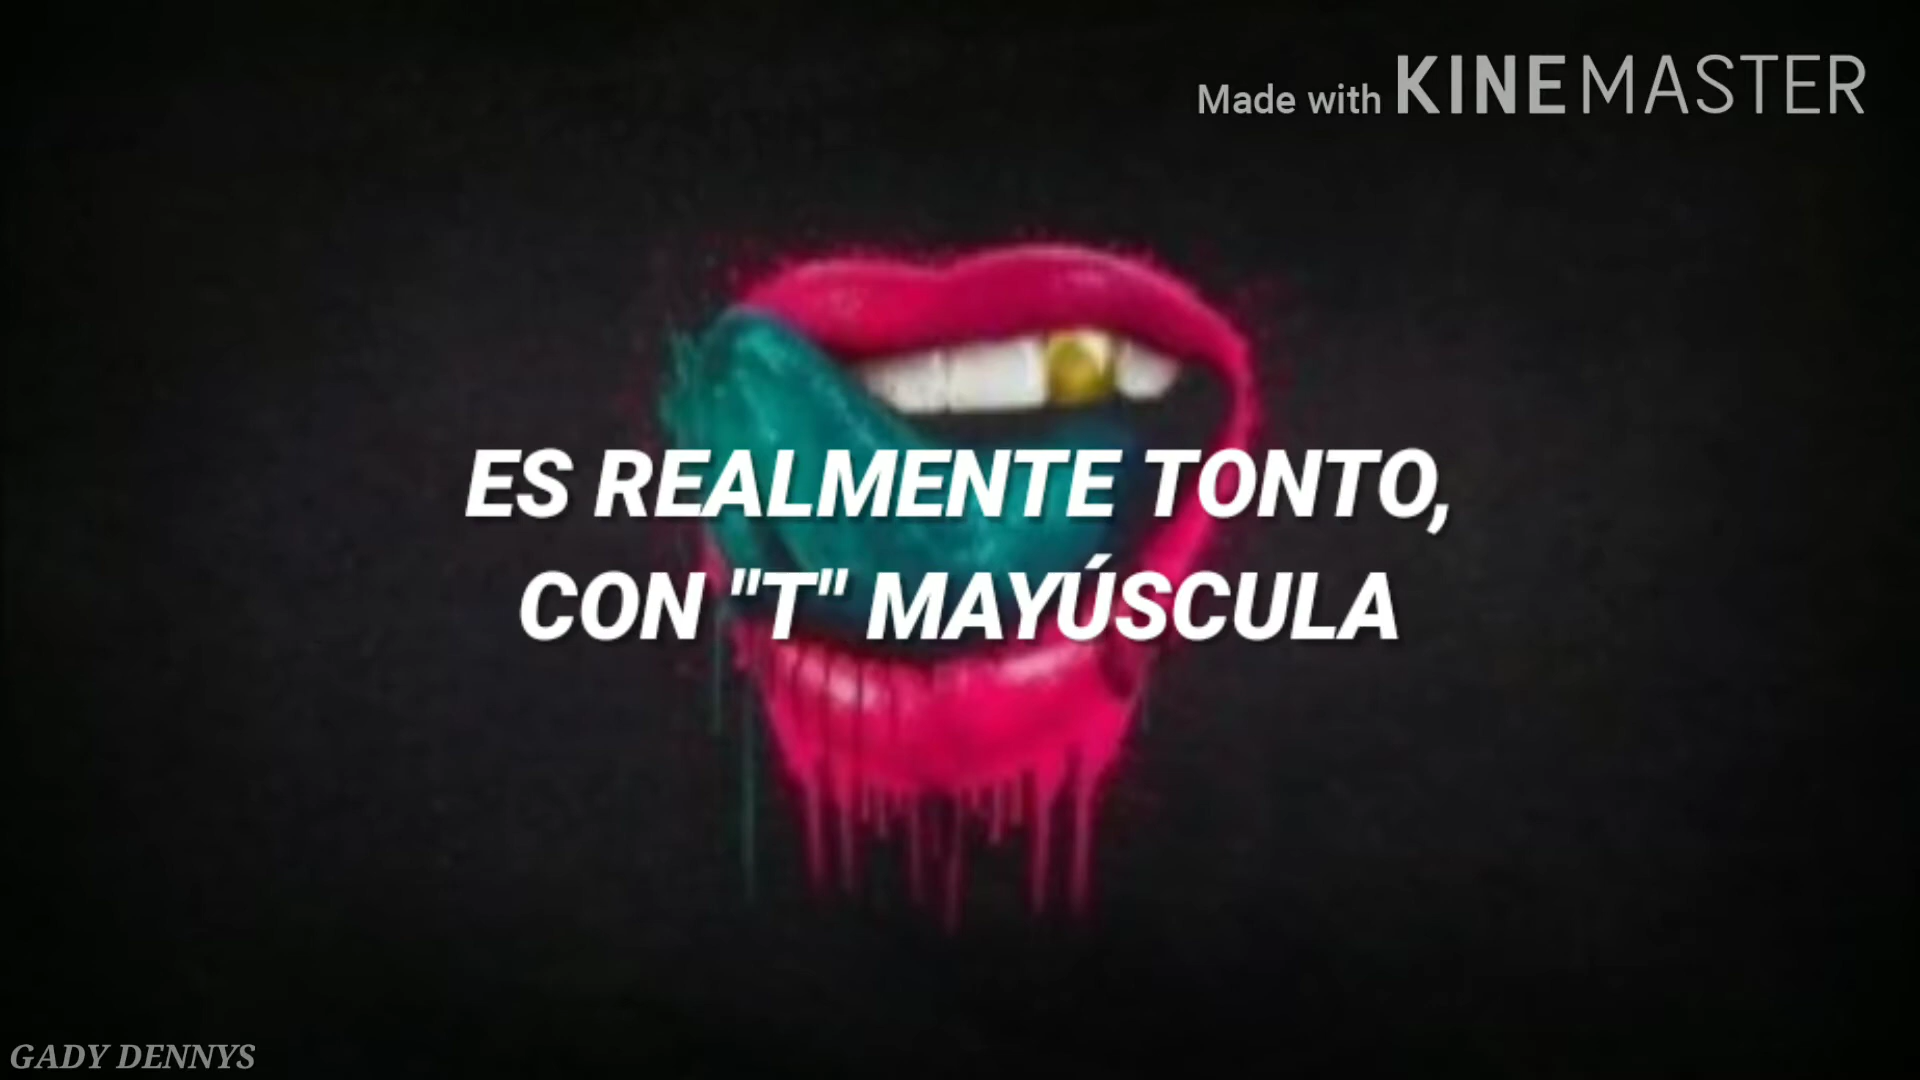 Made with KINEMASTER
ES REALMENTE TONTO,
CON "T" MAYÚSCULA
GADY DENNYS